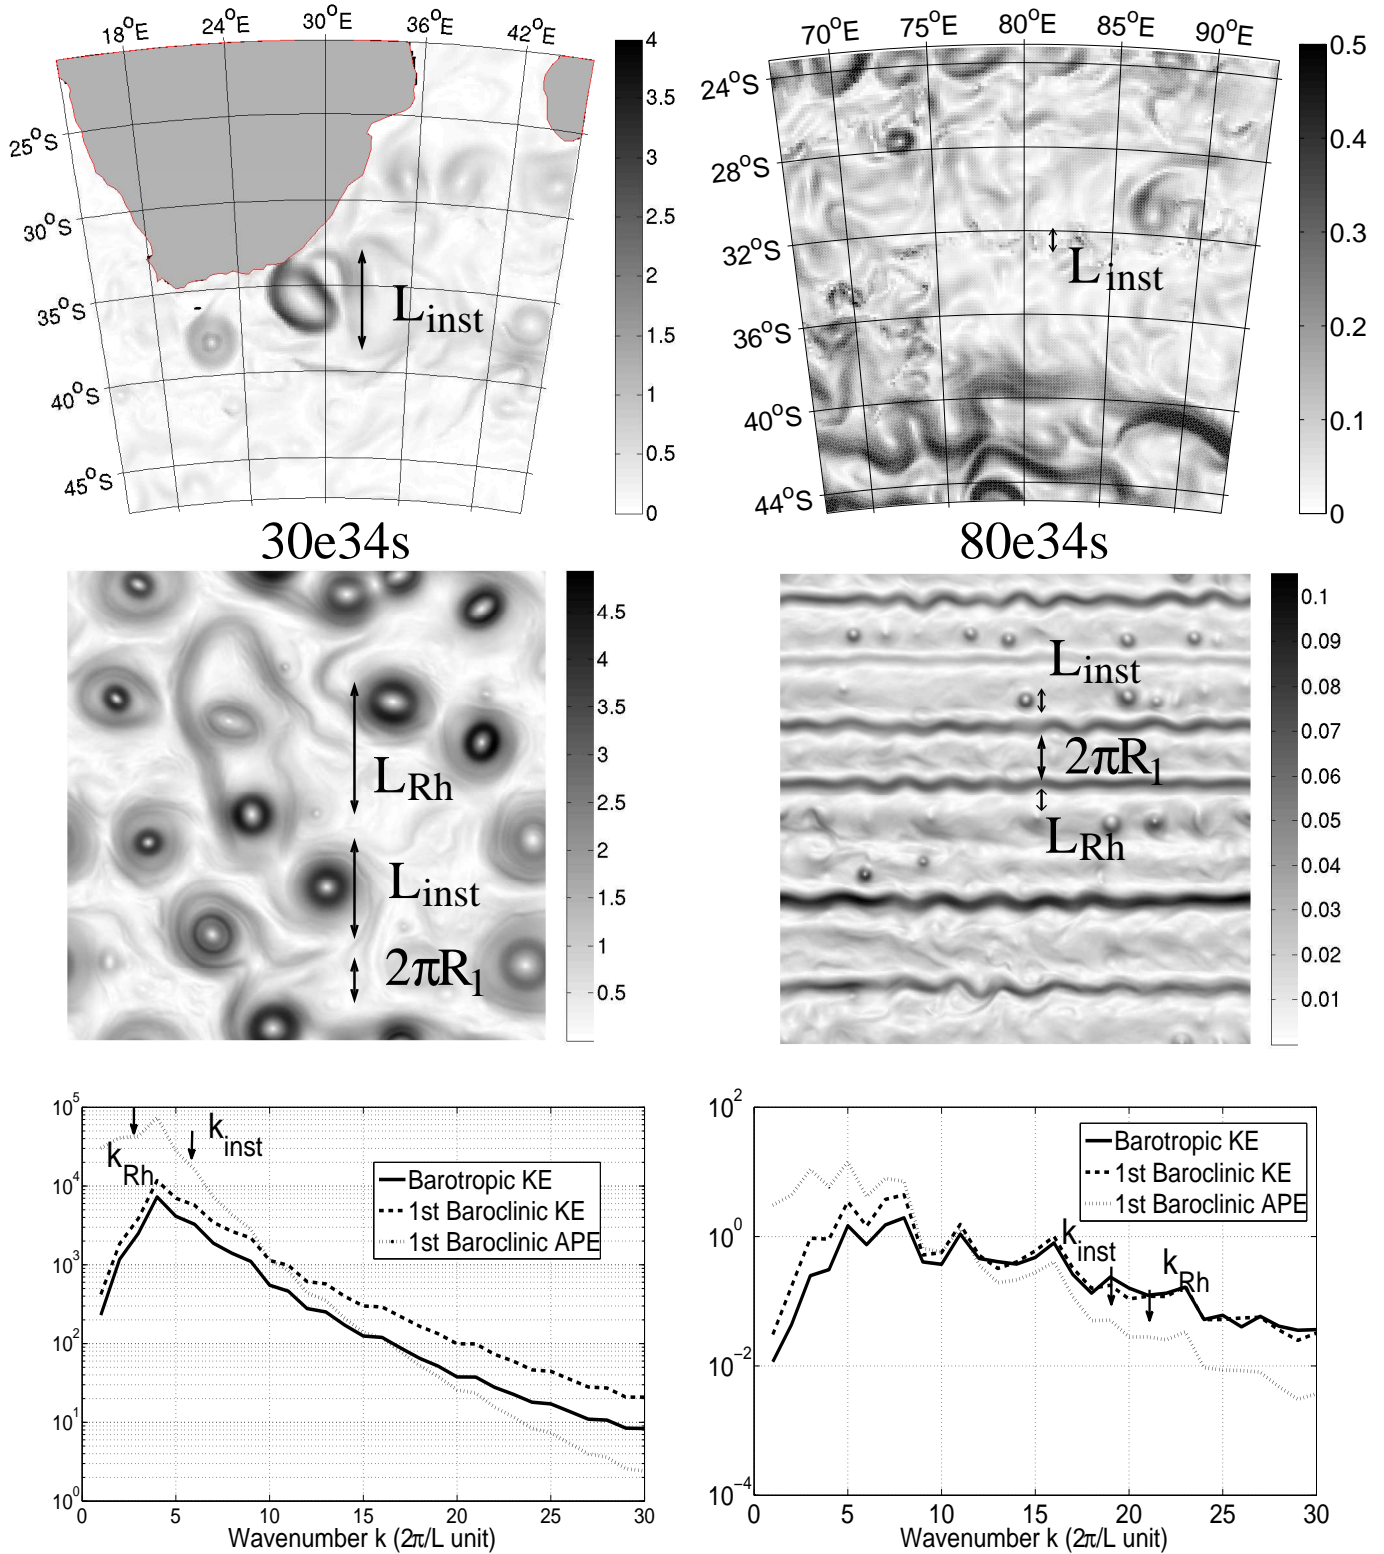 18°E 24°E 30°E 36°E 42°E
25°S
30°S
35°S
40°S
45°S
L_inst
4
3.5
3
2.5
2
1.5
1
0.5
0
30e34s
70°E 75°E 80°E 85°E 90°E
24°S
28°S
32°S
36°S
40°S
44°S
L_inst
0.5
0.4
0.3
0.2
0.1
0
80e34s
L_Rh
L_inst
2πR_1
4.5
4
3.5
3
2.5
2
1.5
1
0.5
L_inst
2πR_1
L_Rh
0.1
0.09
0.08
0.07
0.06
0.05
0.04
0.03
0.02
0.01
10^5
10^4
10^3
10^2
10^1
10^0
k_Rh
k_inst
Barotropic KE
1st Baroclinic KE
1st Baroclinic APE
0 5 10 15 20 25 30
Wavenumber k (2π/L unit)
10^2
10^0
10^−2
10^−4
Barotropic KE
1st Baroclinic KE
1st Baroclinic APE
k_inst
k_Rh
0 5 10 15 20 25 30
Wavenumber k (2π/L unit)